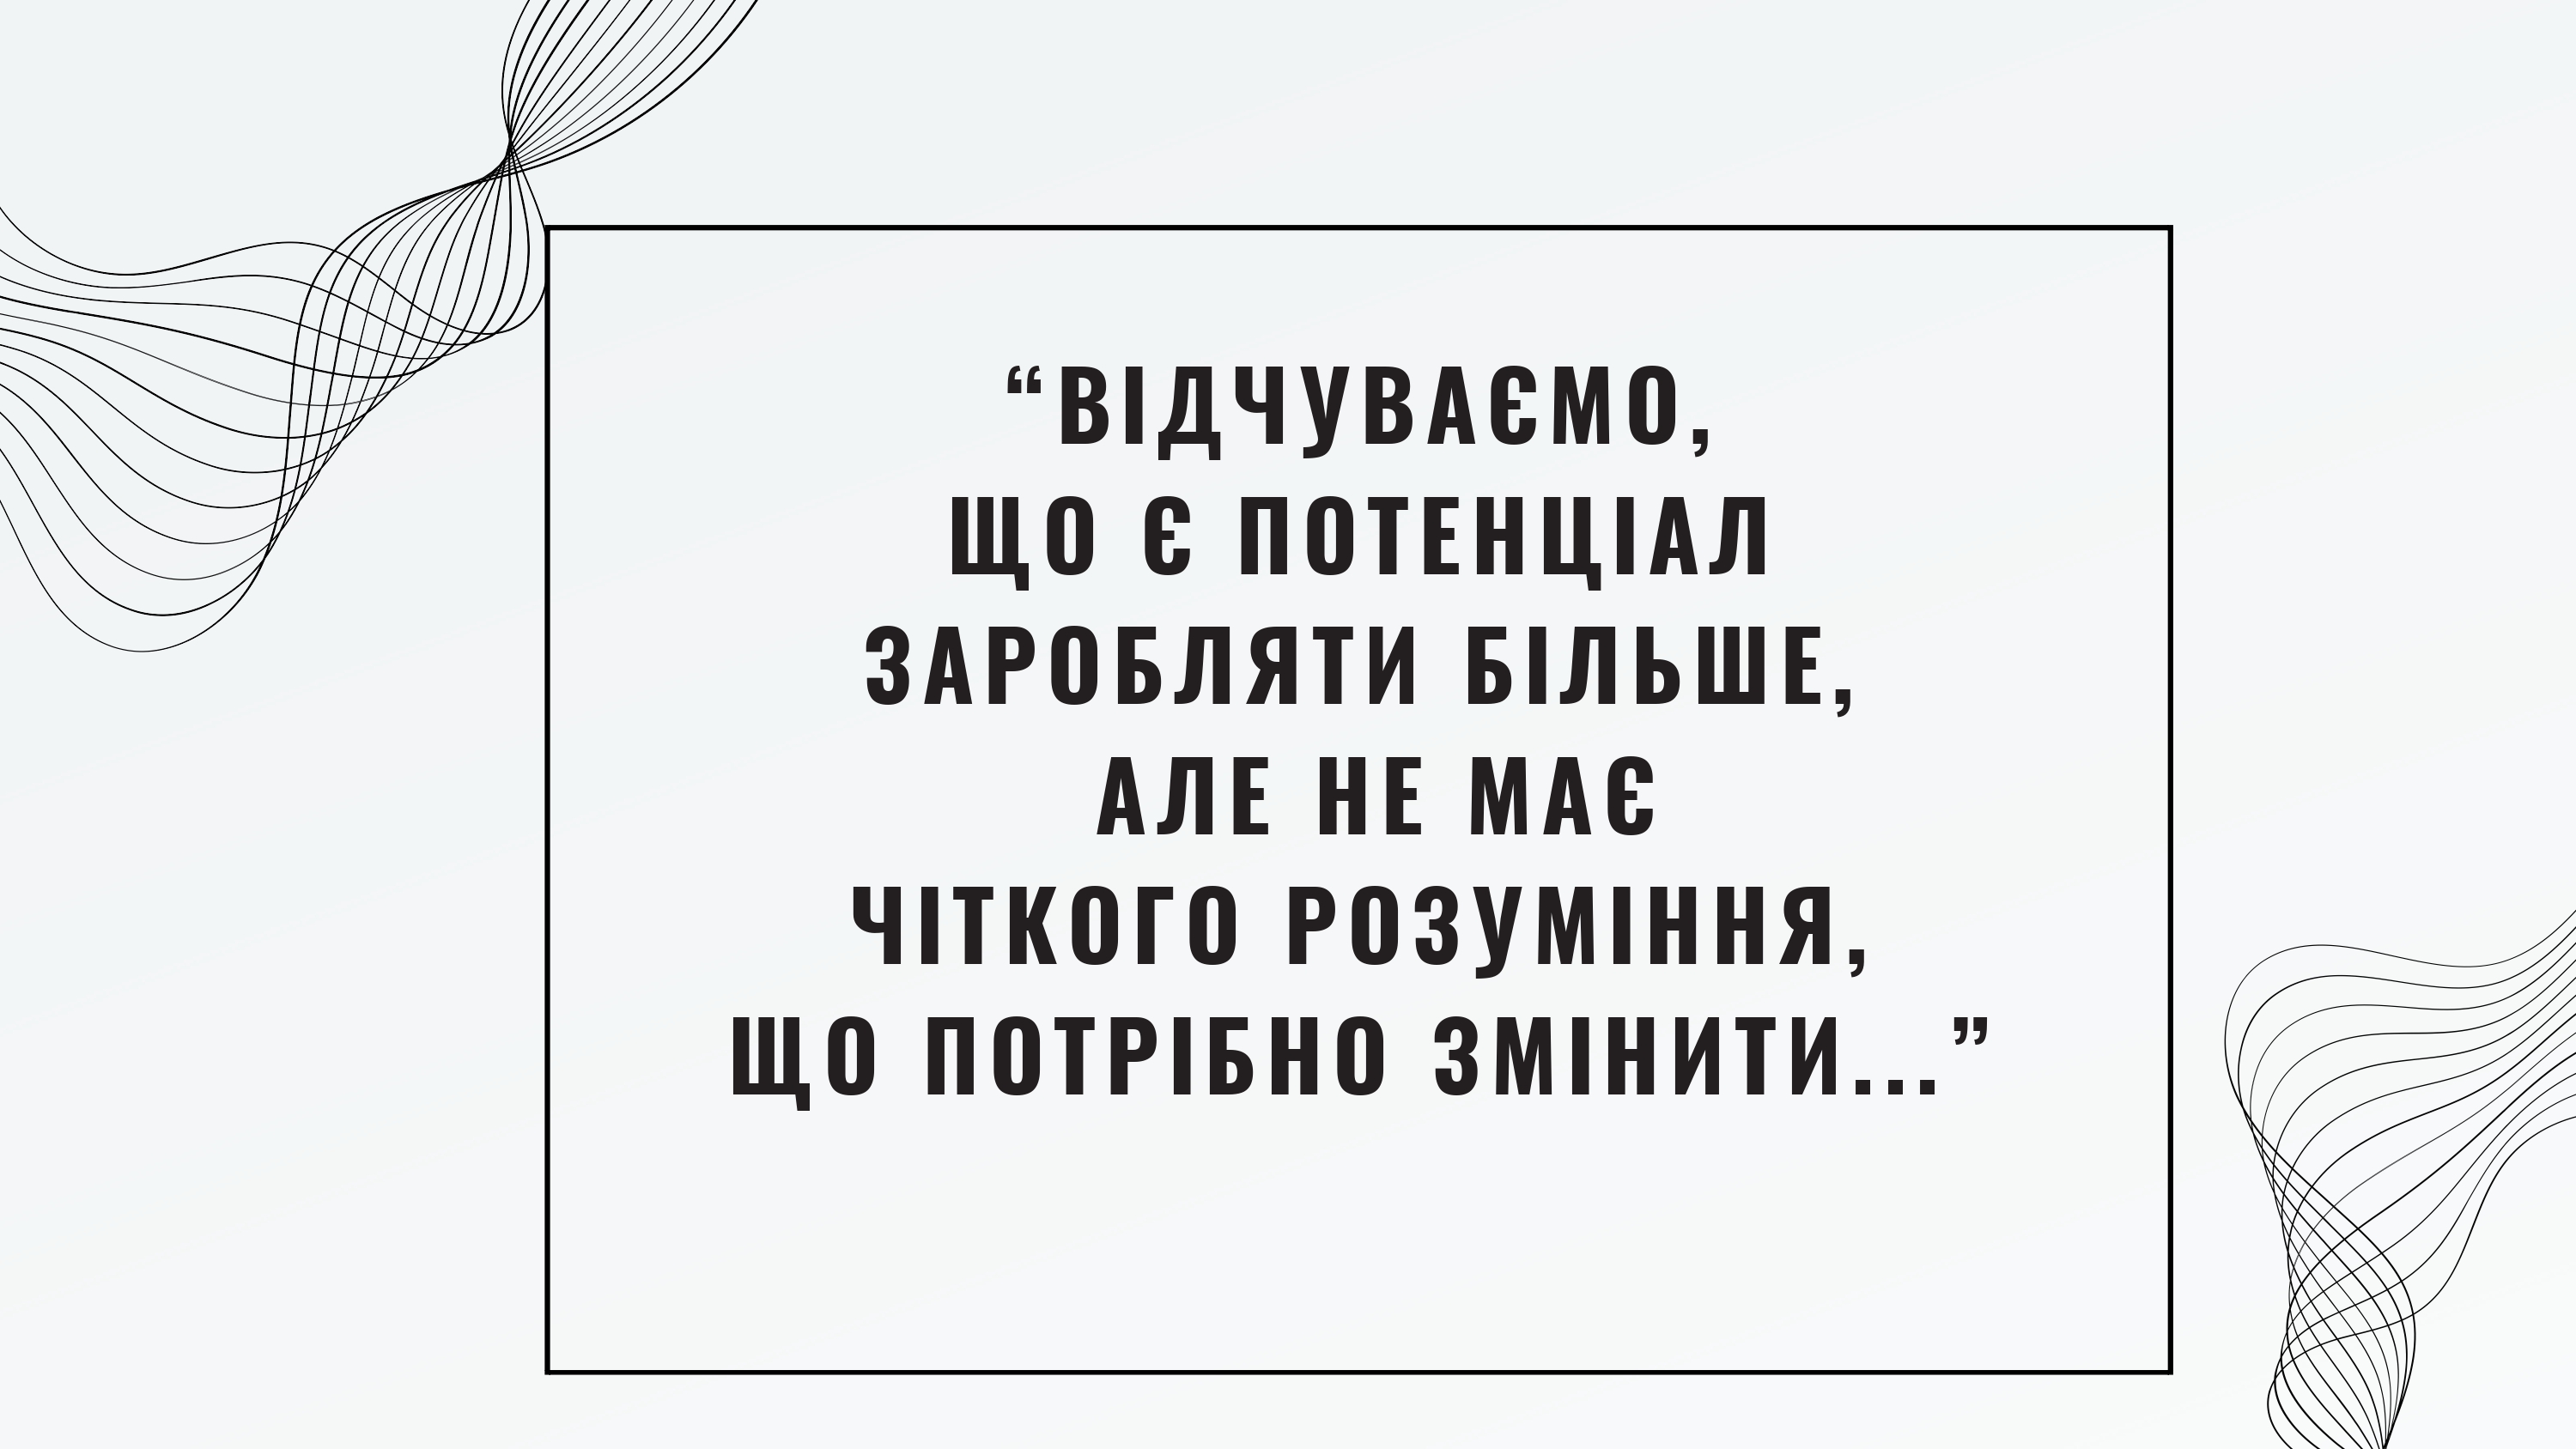 “ВІДЧУВАЄМО,
ЩО Є ПОТЕНЦІАЛ
ЗАРОБЛЯТИ БІЛЬШЕ,
АЛЕ НЕ МАЄ
ЧІТКОГО РОЗУМІННЯ,
ЩО ПОТРІБНО ЗМІНИТИ...”